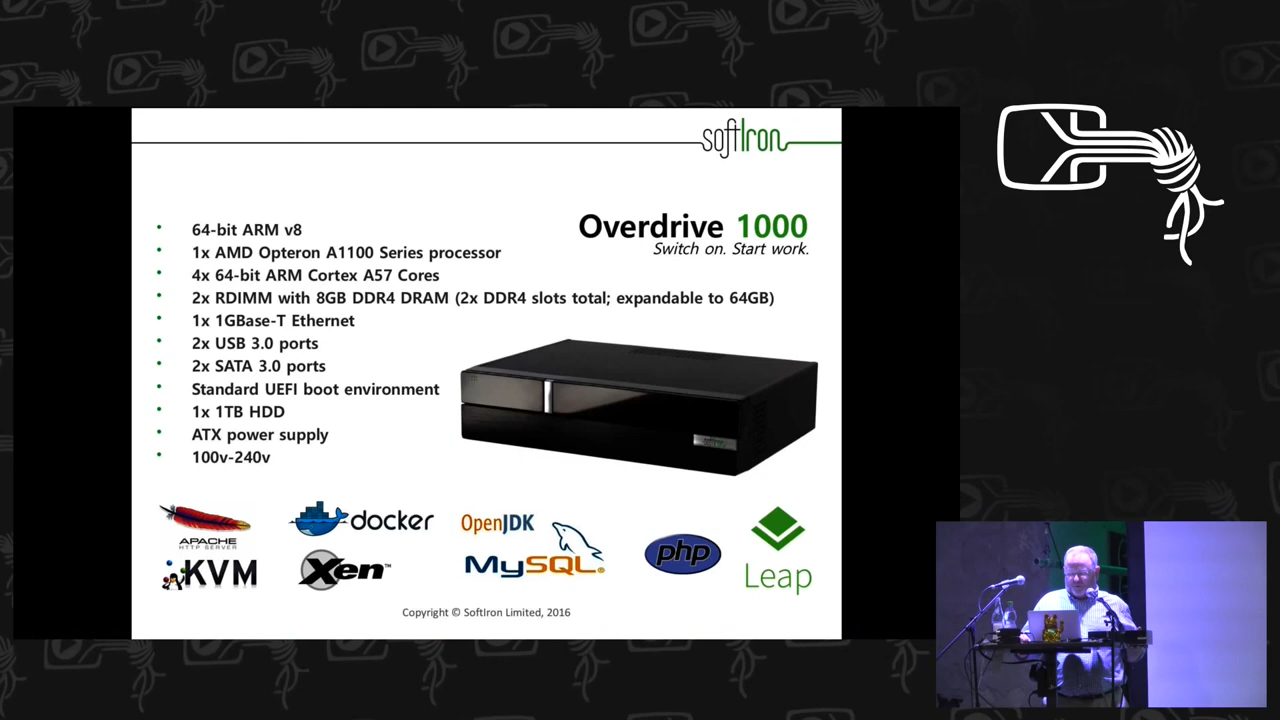 softIron
Overdrive 1000
Switch on. Start work.
64-bit ARM v8
1x AMD Opteron A1100 Series processor
4x 64-bit ARM Cortex A57 Cores
2x RDIMM with 8GB DDR4 DRAM (2x DDR4 slots total; expandable to 64GB)
1x 1GBase-T Ethernet
2x USB 3.0 ports
2x SATA 3.0 ports
Standard UEFI boot environment
1x 1TB HDD
ATX power supply
100v-240v
APACHE
HTTP SERVER
docker
OpenJDK
MySQL
php
Leap
KVM
Xen™
Copyright © SoftIron Limited, 2016